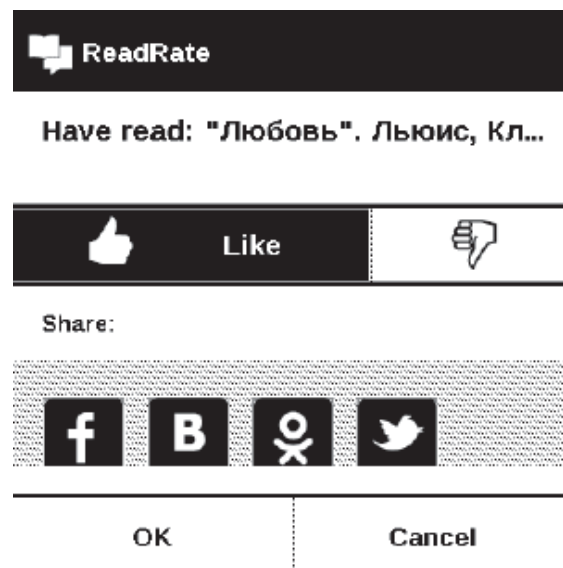 ReadRate
Have read: "Любовь". Льюис, Кл...
Like
Share:
f B
OK Cancel